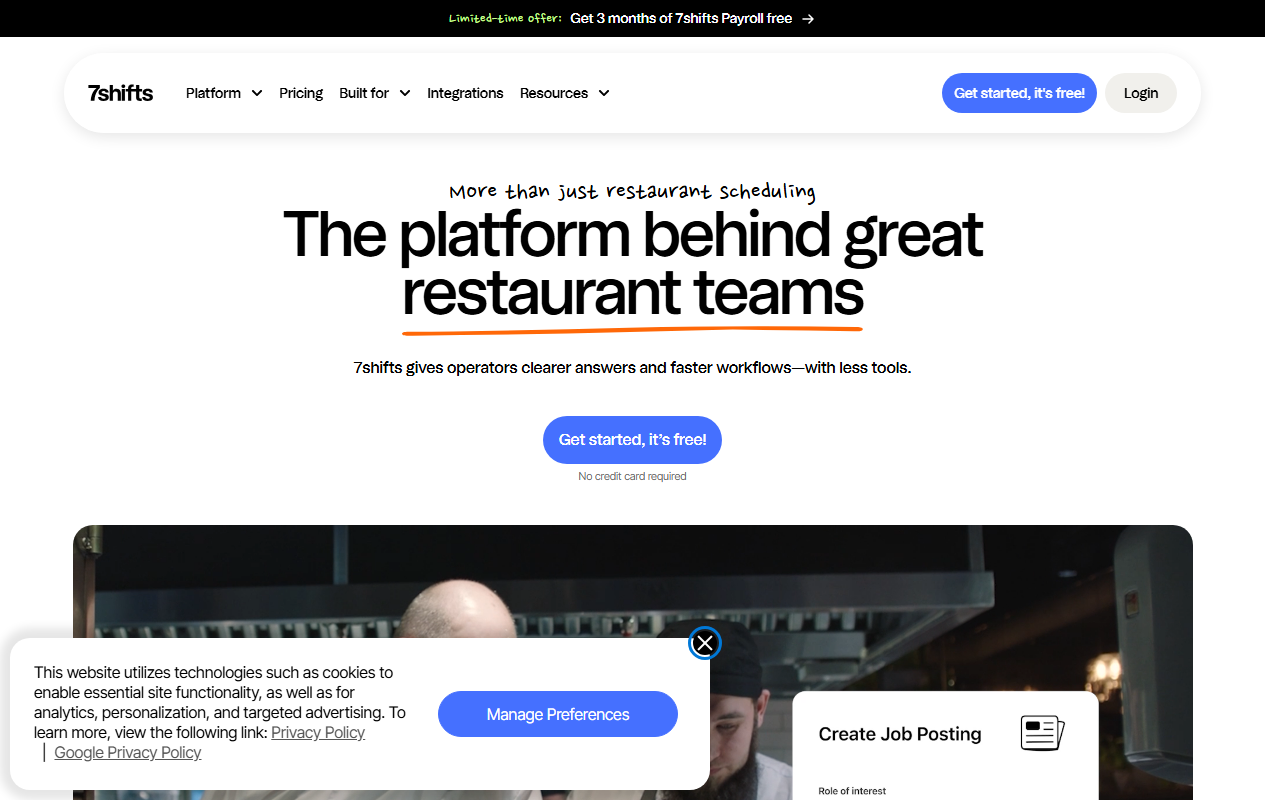 Limited-time offer: Get 3 months of 7shifts Payroll free →
7shifts Platform Pricing Built for Integrations Resources Get started, it's free! Login
More than just restaurant scheduling
The platform behind great
restaurant teams
7shifts gives operators clearer answers and faster workflows—with less tools.
Get started, it’s free!
No credit card required
This website utilizes technologies such as cookies to
enable essential site functionality, as well as for
analytics, personalization, and targeted advertising. To
learn more, view the following link: Privacy Policy
| Google Privacy Policy
Manage Preferences
Create Job Posting
Role of interest